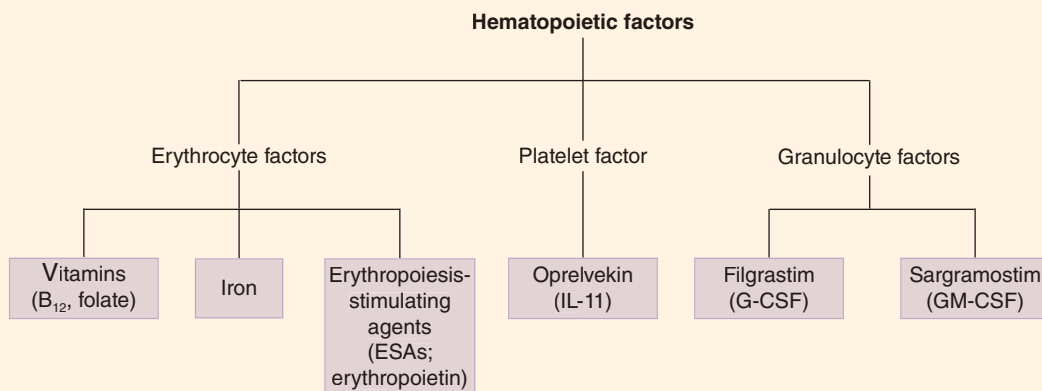 Hematopoietic factors
Erythrocyte factors
Platelet factor
Granulocyte factors
Vitamins
(B₁₂, folate)
Iron
Erythropoiesis-
stimulating
agents
(ESAs;
erythropoietin)
Oprelvekin
(IL-11)
Filgrastim
(G-CSF)
Sargramostim
(GM-CSF)